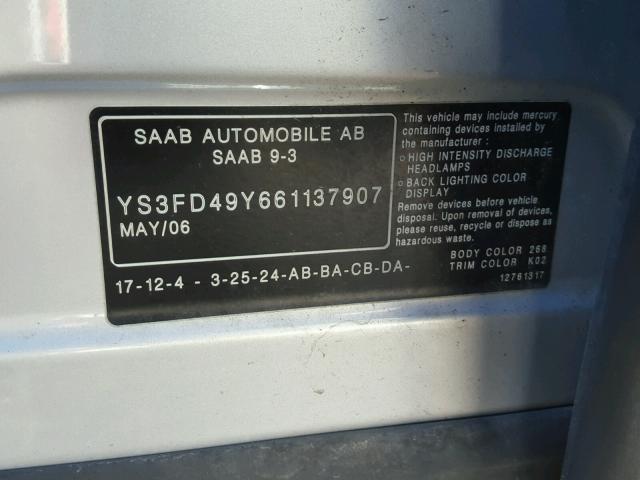 SAAB AUTOMOBILE AB
SAAB 9-3
YS3FD49Y661137907
MAY/06
17-12-4 - 3-25-24-AB-BA-CB-DA-
This vehicle may include mercury
containing devices installed by
the manufacturer :
o HIGH INTENSITY DISCHARGE
HEADLAMPS
o BACK LIGHTING COLOR
DISPLAY
Remove devices before vehicle
disposal. Upon removal of devices,
please reuse, recycle or dispose as
hazardous waste.
BODY COLOR 268
TRIM COLOR K02
12761317